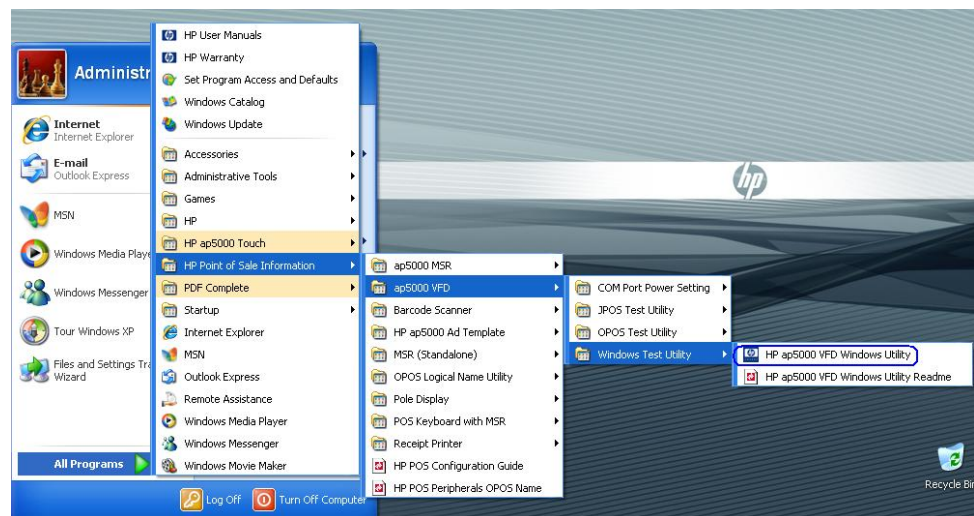 Administr
Internet
Internet Explorer
E-mail
Outlook Express
MSN
Windows Media Playe
Windows Messenger
Tour Windows XP
Files and Settings Tra
Wizard
All Programs
Log Off
Turn Off Computer
HP User Manuals
HP Warranty
Set Program Access and Defaults
Windows Catalog
Windows Update
Accessories
Administrative Tools
Games
HP
HP ap5000 Touch
HP Point of Sale Information
PDF Complete
Startup
Internet Explorer
MSN
Outlook Express
Remote Assistance
Windows Media Player
Windows Messenger
Windows Movie Maker
ap5000 MSR
ap5000 VFD
Barcode Scanner
HP ap5000 Ad Template
MSR (Standalone)
OPOS Logical Name Utility
Pole Display
POS Keyboard with MSR
Receipt Printer
HP POS Configuration Guide
HP POS Peripherals OPOS Name
COM Port Power Setting
JPOS Test Utility
OPOS Test Utility
Windows Test Utility
HP ap5000 VFD Windows Utility
HP ap5000 VFD Windows Utility Readme
hp
Recycle Bin